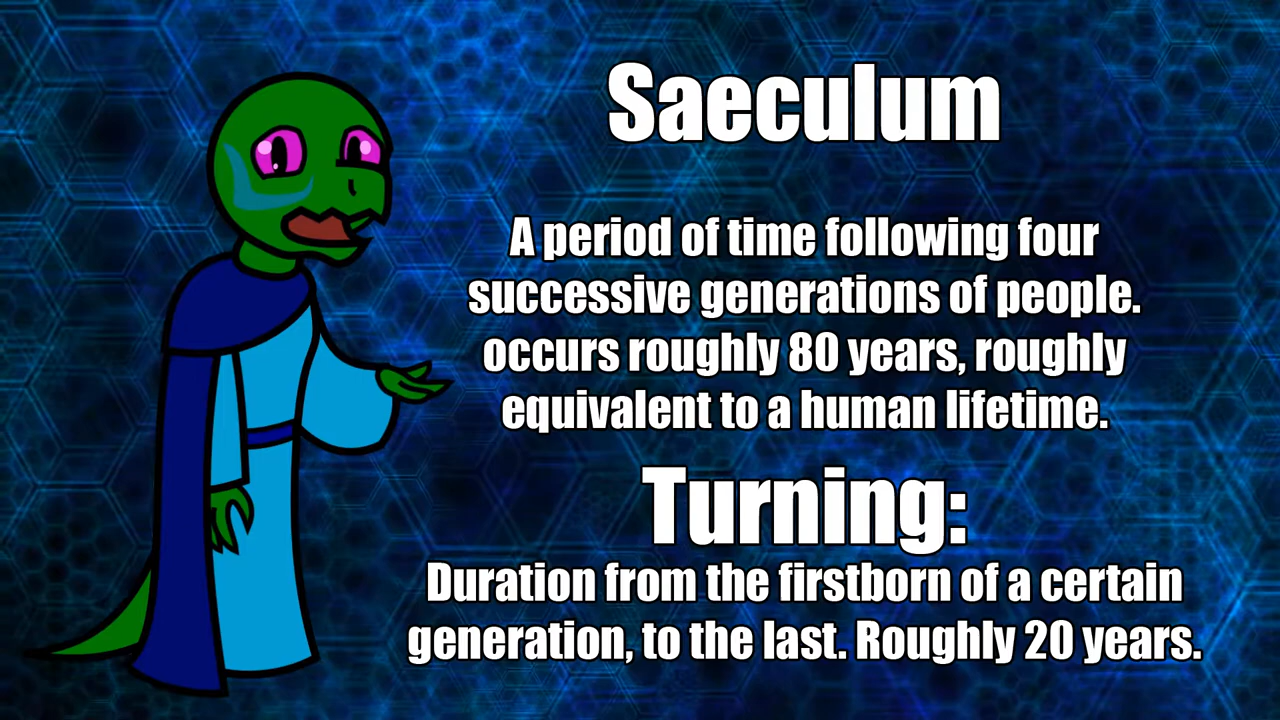 Saeculum
A period of time following four
successive generations of people.
occurs roughly 80 years, roughly
equivalent to a human lifetime.
Turning:
Duration from the firstborn of a certain
generation, to the last. Roughly 20 years.